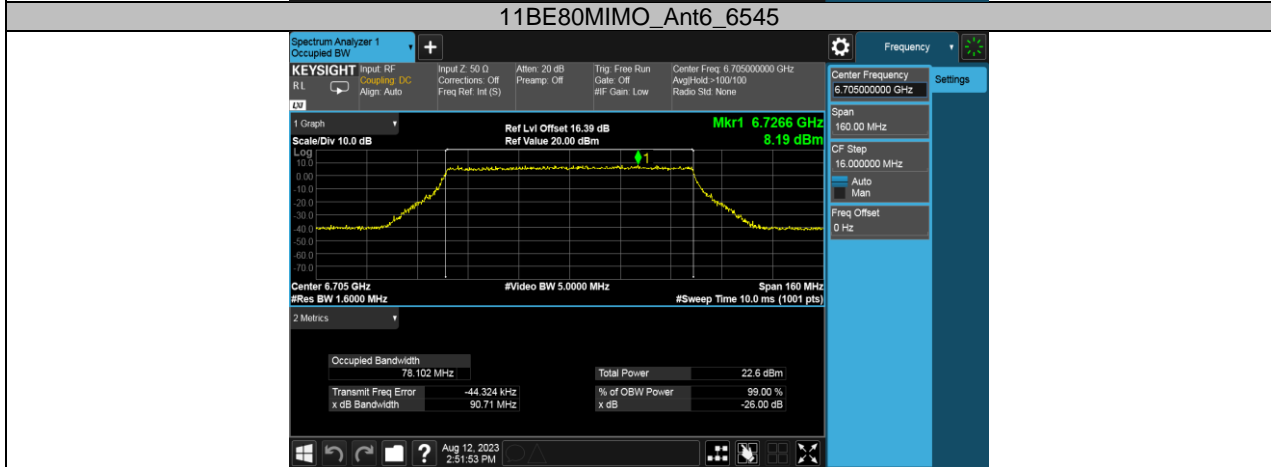 11BE80MIMO_Ant6_6545
Spectrum Analyzer 1
Occupied BW
+
Frequency
KEYSIGHT
RL
LXI
Input: RF
Coupling: DC
Align: Auto
Input Z: 50 Ω
Corrections: Off
Freq Ref: Int (S)
Atten: 20 dB
Preamp: Off
Trig: Free Run
Gate: Off
#IF Gain: Low
Center Freq: 6.705000000 GHz
Avg|Hold:>100/100
Radio Std: None
Center Frequency
6.705000000 GHz
Settings
Span
160.00 MHz
CF Step
16.000000 MHz
Auto
Man
Freq Offset
0 Hz
1 Graph
Scale/Div 10.0 dB
Ref Lvl Offset 16.39 dB
Ref Value 20.00 dBm
Mkr1 6.7266 GHz
8.19 dBm
Log
10.0
0.00
-10.0
-20.0
-30.0
-40.0
-50.0
-60.0
-70.0
1
Center 6.705 GHz
#Video BW 5.0000 MHz
Span 160 MHz
#Res BW 1.6000 MHz
#Sweep Time 10.0 ms (1001 pts)
2 Metrics
Occupied Bandwidth
78.102 MHz
Total Power 22.6 dBm
Transmit Freq Error -44.324 kHz
% of OBW Power 99.00 %
x dB Bandwidth 90.71 MHz
x dB -26.00 dB
?
Aug 12, 2023
2:51:53 PM